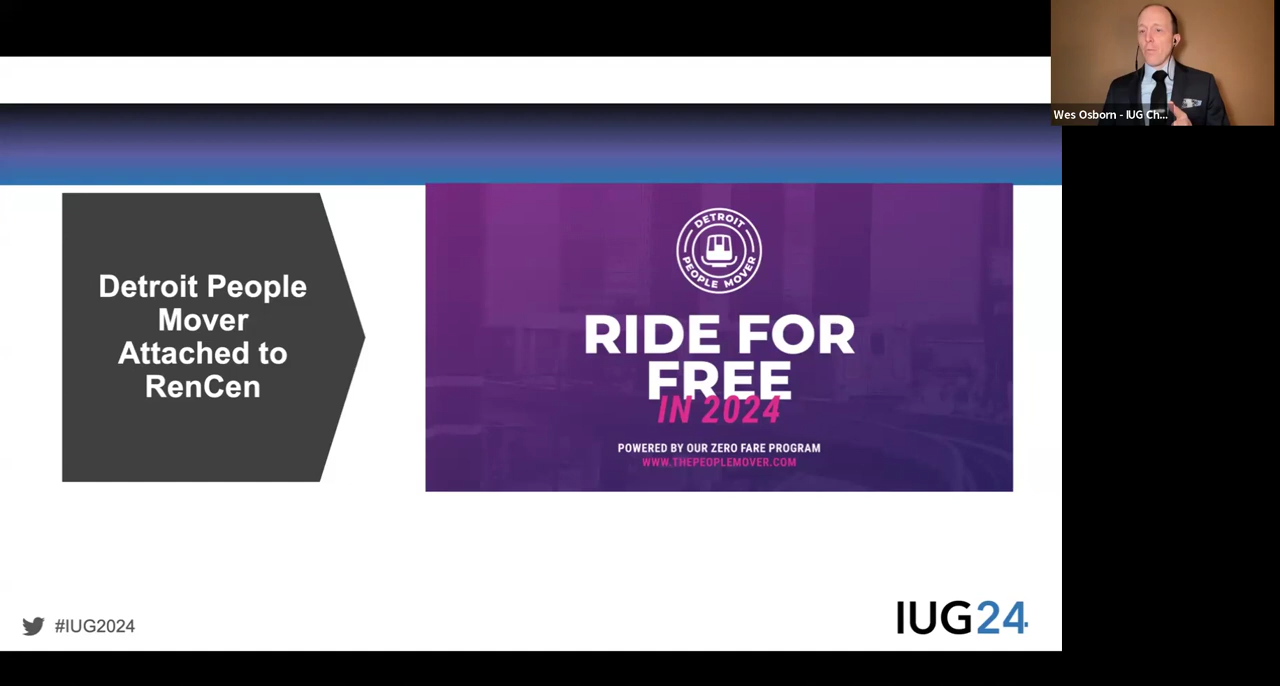 Wes Osborn - IUG Ch...
Detroit People
Mover
Attached to
RenCen
DETROIT
PEOPLE MOVER
RIDE FOR
FREE
IN 2024
POWERED BY OUR ZERO FARE PROGRAM
WWW.THEPEOPLEMOVER.COM
#IUG2024
IUG24